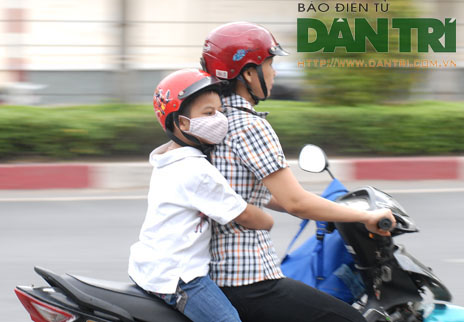 BÁO ĐIỆN TỬ
DÂN TRÍ
HTTP://WWW.DANTRI.COM.VN